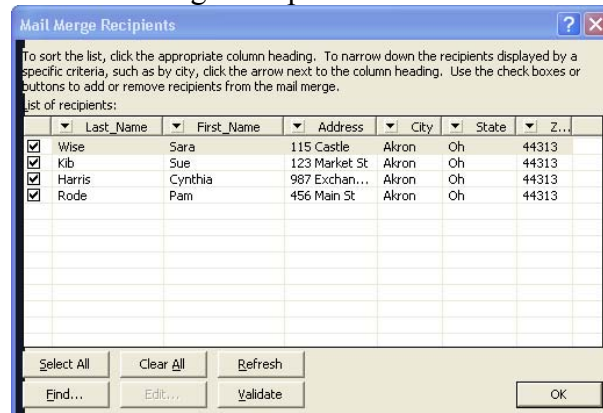 Mail Merge Recipients
To sort the list, click the appropriate column heading. To narrow down the recipients displayed by a
specific criteria, such as by city, click the arrow next to the column heading. Use the check boxes or
buttons to add or remove recipients from the mail merge.
List of recipients:
Last_Name First_Name Address City State Z...
Wise Sara 115 Castle Akron Oh 44313
Kib Sue 123 Market St Akron Oh 44313
Harris Cynthia 987 Exchan... Akron Oh 44313
Rode Pam 456 Main St Akron Oh 44313
Select All Clear All Refresh
Find... Edit... Validate OK